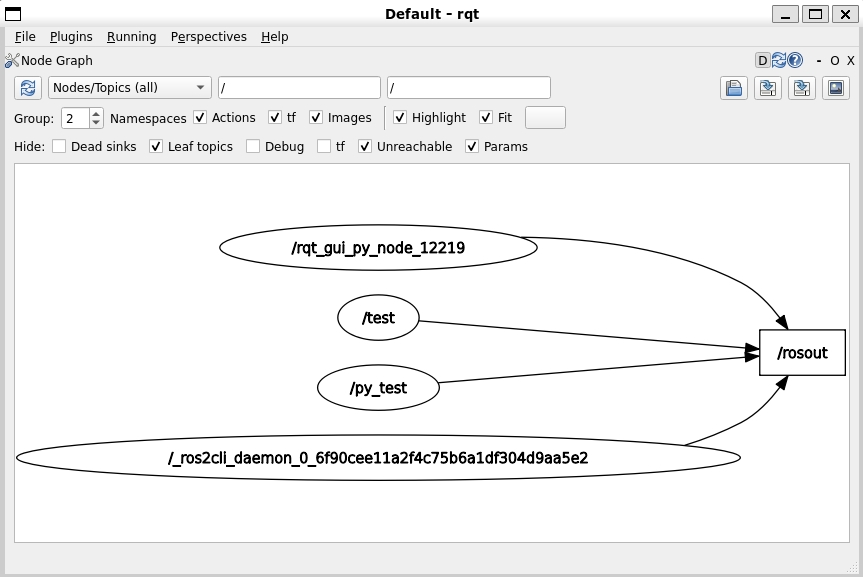 Default - rqt
File Plugins Running Perspectives Help
Node Graph D - O X
Nodes/Topics (all) / /
Group: 2 Namespaces Actions tf Images Highlight Fit
Hide: Dead sinks Leaf topics Debug tf Unreachable Params
/rqt_gui_py_node_12219
/test
/rosout
/py_test
/_ros2cli_daemon_0_6f90cee11a2f4c75b6a1df304d9aa5e2